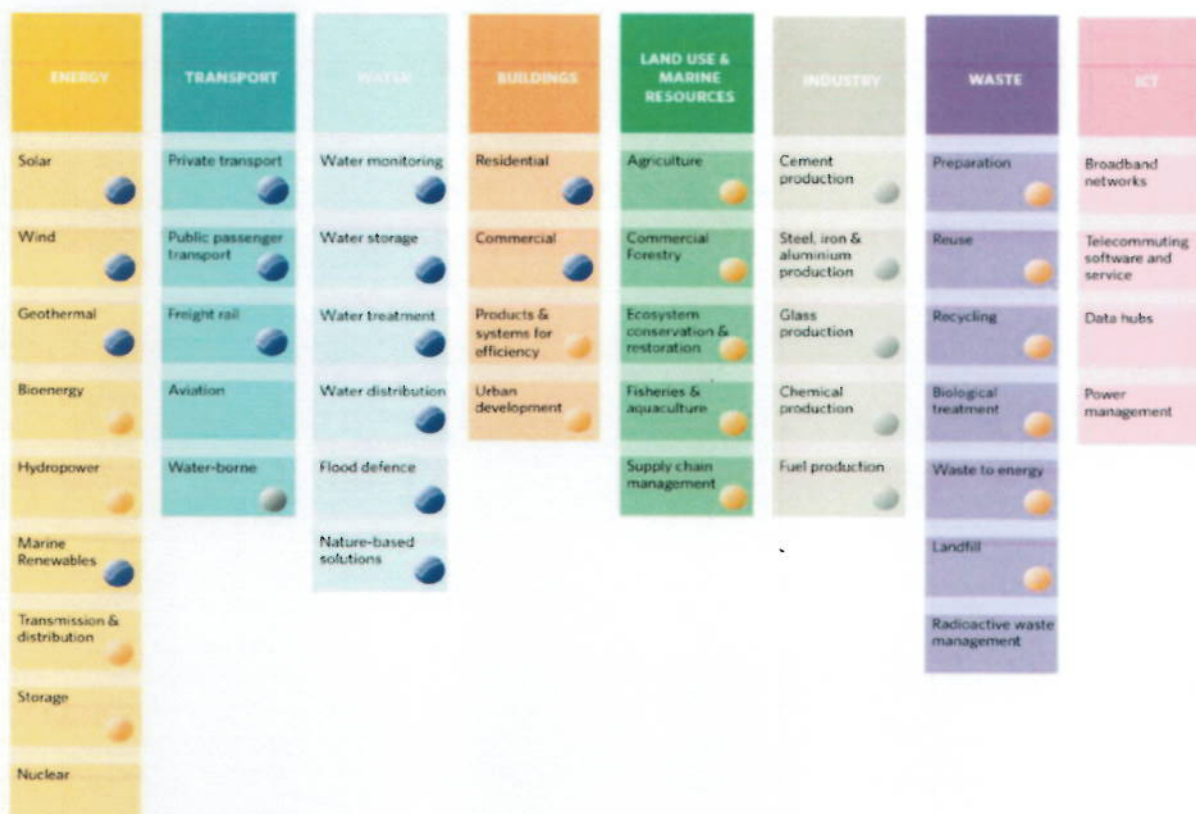 ENERGY
Solar
Wind
Geothermal
Bioenergy
Hydropower
Marine
Renewables
Transmission &
distribution
Storage
Nuclear
TRANSPORT
Private transport
Public passenger
transport
Freight rail
Aviation
Water-borne
WATER
Water monitoring
Water storage
Water treatment
Water distribution
Flood defence
Nature-based
solutions
BUILDINGS
Residential
Commercial
Products &
systems for
efficiency
Urban
development
LAND USE &
MARINE
RESOURCES
Agriculture
Commercial
Forestry
Ecosystem
conservation &
restoration
Fisheries &
aquaculture
Supply chain
management
INDUSTRY
Cement
production
Steel, iron &
aluminium
production
Glass
production
Chemical
production
Fuel production
WASTE
Preparation
Reuse
Recycling
Biological
treatment
Waste to energy
Landfill
Radioactive waste
management
ICT
Broadband
networks
Telecommuting
software and
service
Data hubs
Power
management